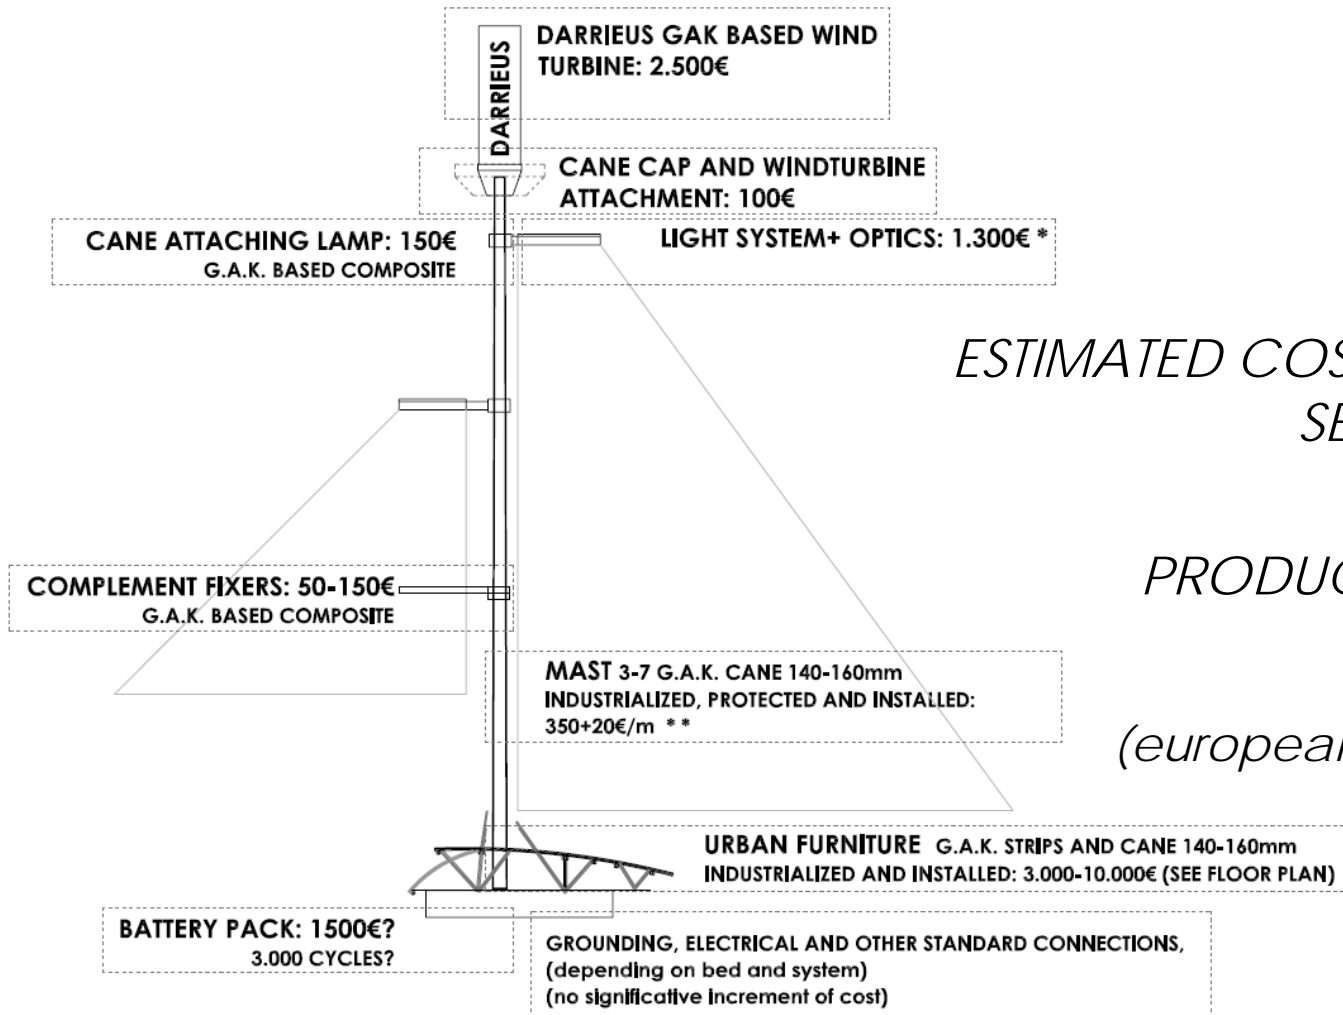 DARRIEUS
DARRIEUS GAK BASED WIND
TURBINE: 2.500€
CANE CAP AND WINDTURBINE
ATTACHMENT: 100€
CANE ATTACHING LAMP: 150€
G.A.K. BASED COMPOSITE
LIGHT SYSTEM+ OPTICS: 1.300€ *
ESTIMATED COS
SE
PRODUC
COMPLEMENT FIXERS: 50-150€
G.A.K. BASED COMPOSITE
MAST 3-7 G.A.K. CANE 140-160mm
INDUSTRIALIZED, PROTECTED AND INSTALLED:
350+20€/m * *
(europea
URBAN FURNITURE G.A.K. STRIPS AND CANE 140-160mm
INDUSTRIALIZED AND INSTALLED: 3.000-10.000€ (SEE FLOOR PLAN)
BATTERY PACK: 1500€?
3.000 CYCLES?
GROUNDING, ELECTRICAL AND OTHER STANDARD CONNECTIONS,
(depending on bed and system)
(no significative increment of cost)